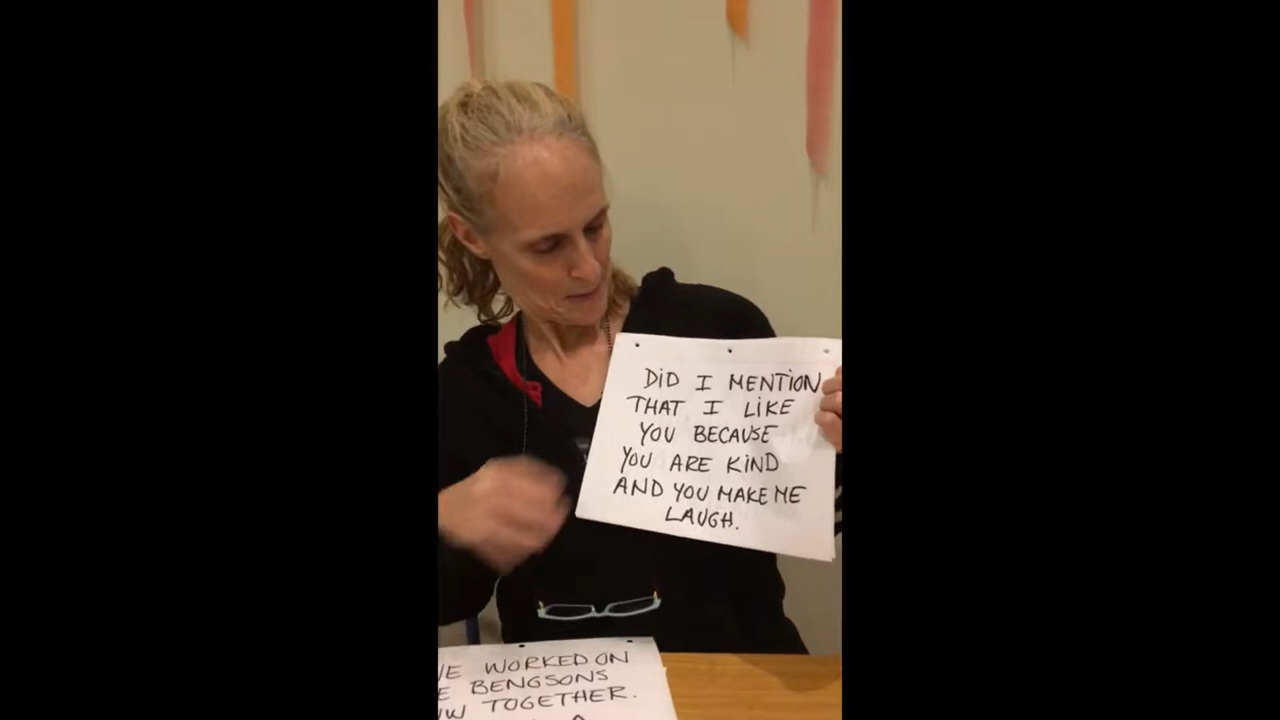 DID I MENTION
THAT I LIKE
YOU BECAUSE
YOU ARE KIND
AND YOU MAKE ME
LAUGH.
WORKED ON
BENGSONS
TOGETHER.